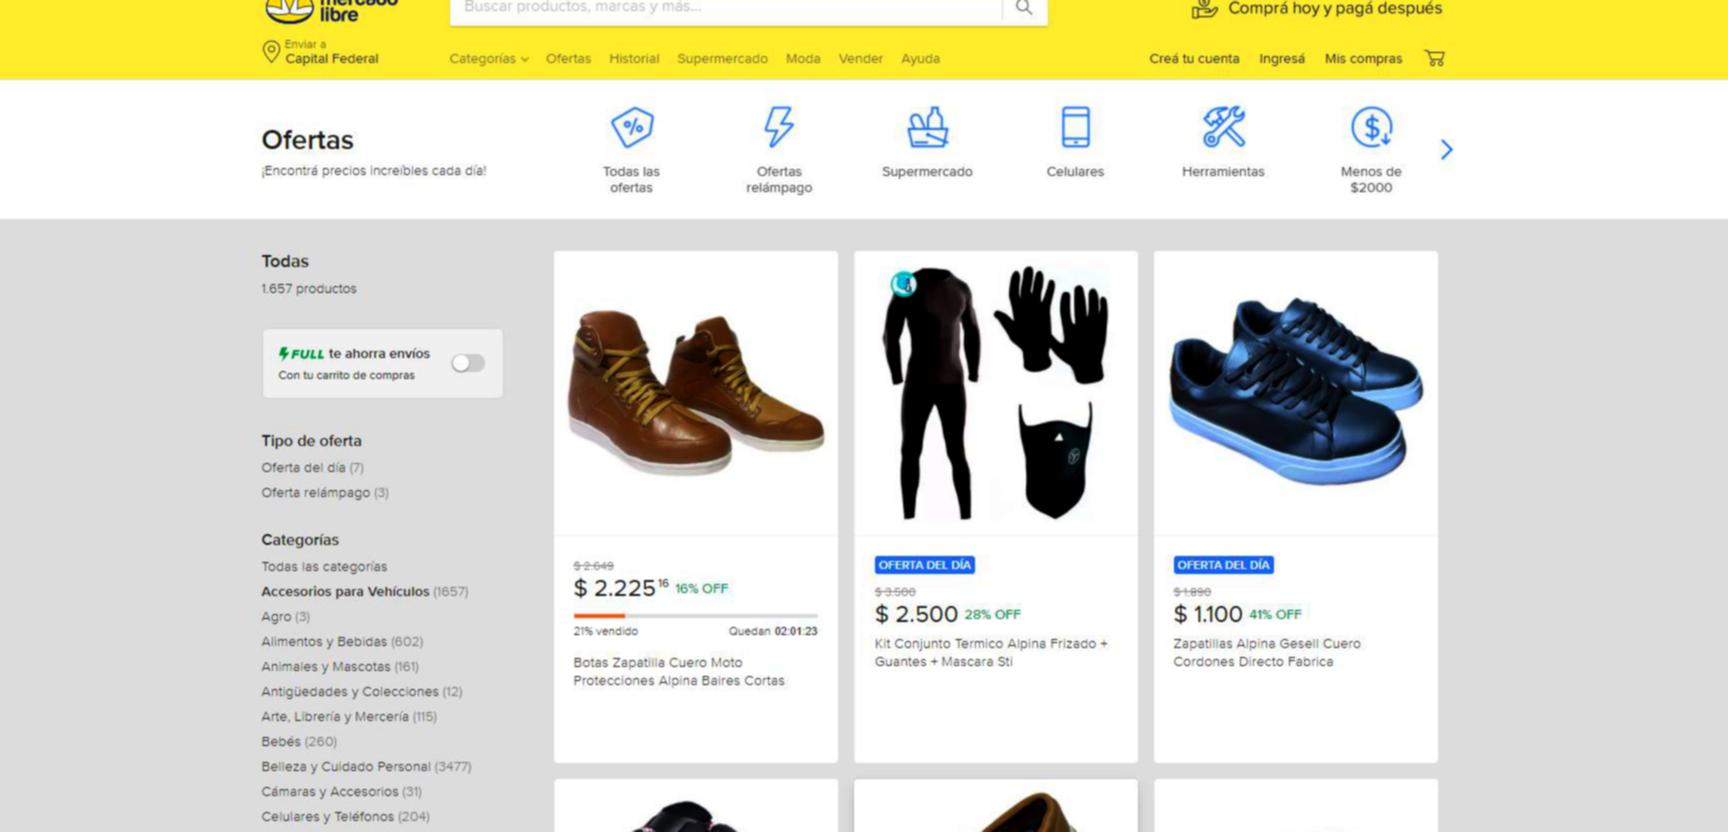 mercado
libre
Buscar productos, marcas y más...
Comprá hoy y pagá después
Enviar a
Capital Federal
Categorías
Ofertas
Historial
Supermercado
Moda
Vender
Ayuda
Creá tu cuenta
Ingresá
Mis compras
Ofertas
¡Encontrá precios increíbles cada día!
%
Todas las
ofertas
Ofertas
relámpago
Supermercado
Celulares
Herramientas
$
Menos de
$2000
Todas
1.657 productos
FULL te ahorra envíos
Con tu carrito de compras
Tipo de oferta
Oferta del día (7)
Oferta relámpago (3)
Categorías
Todas las categorías
Accesorios para Vehículos (1657)
Agro (3)
Alimentos y Bebidas (602)
Animales y Mascotas (161)
Antigüedades y Colecciones (12)
Arte, Librería y Mercería (115)
Bebés (260)
Belleza y Cuidado Personal (3477)
Cámaras y Accesorios (31)
Celulares y Teléfonos (204)
$ 2.649
$ 2.225 16 16% OFF
21% vendido
Quedan 02:01:23
Botas Zapatilla Cuero Moto
Protecciones Alpina Baires Cortas
OFERTA DEL DÍA
$ 3.500
$ 2.500 28% OFF
Kit Conjunto Termico Alpina Frizado +
Guantes + Mascara Sti
OFERTA DEL DÍA
$ 1.890
$ 1.100 41% OFF
Zapatillas Alpina Gesell Cuero
Cordones Directo Fabrica